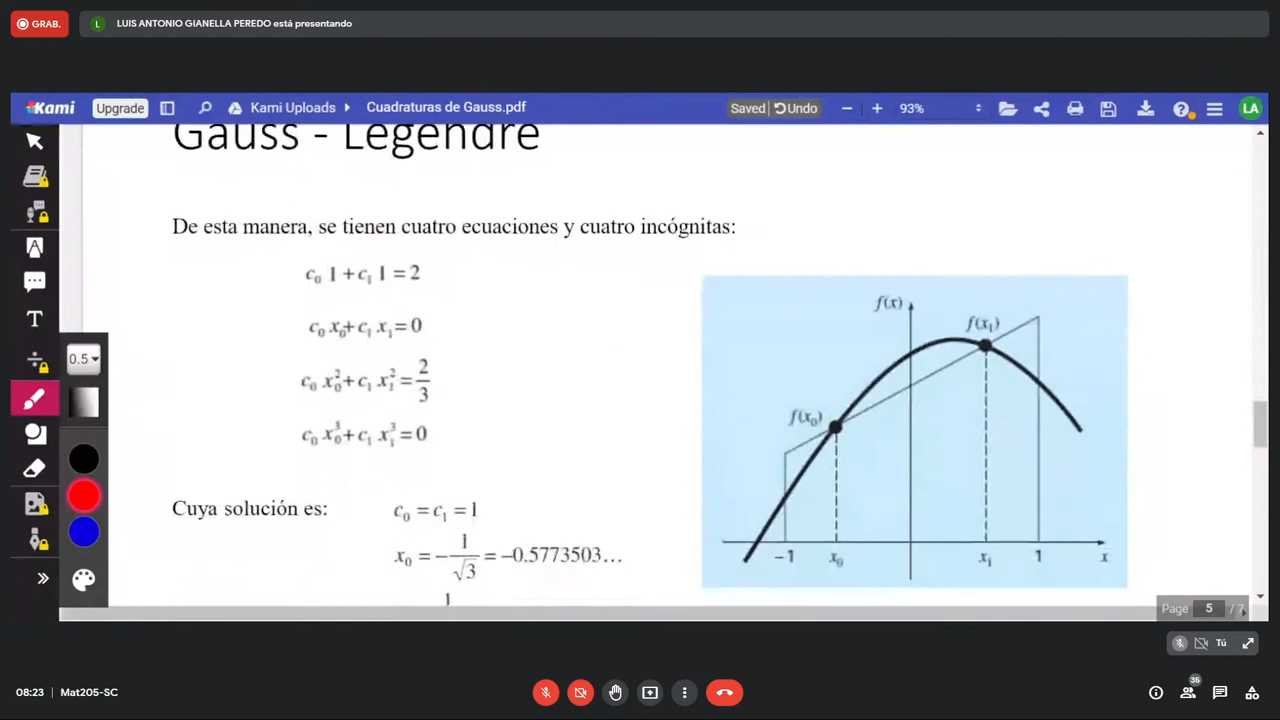 GRAB.
L
LUIS ANTONIO GIANELLA PEREDO está presentando
Kami
Upgrade
Kami Uploads
Cuadraturas de Gauss.pdf
Saved
Undo
93%
LA
Gauss - Legendre
De esta manera, se tienen cuatro ecuaciones y cuatro incógnitas:
c₀ 1 + c₁ 1 = 2
c₀ x₀ + c₁ x₁ = 0
c₀ x₀² + c₁ x₁² = 2/3
c₀ x₀³ + c₁ x₁³ = 0
Cuya solución es:
c₀ = c₁ = 1
x₀ = -1/√3 = -0.5773503…
1
f(x)
f(x₁)
f(x₀)
-1
x₀
x₁
1
x
T
0.5
Page 5 / 7
Tú
08:23 | Mat205-SC
35